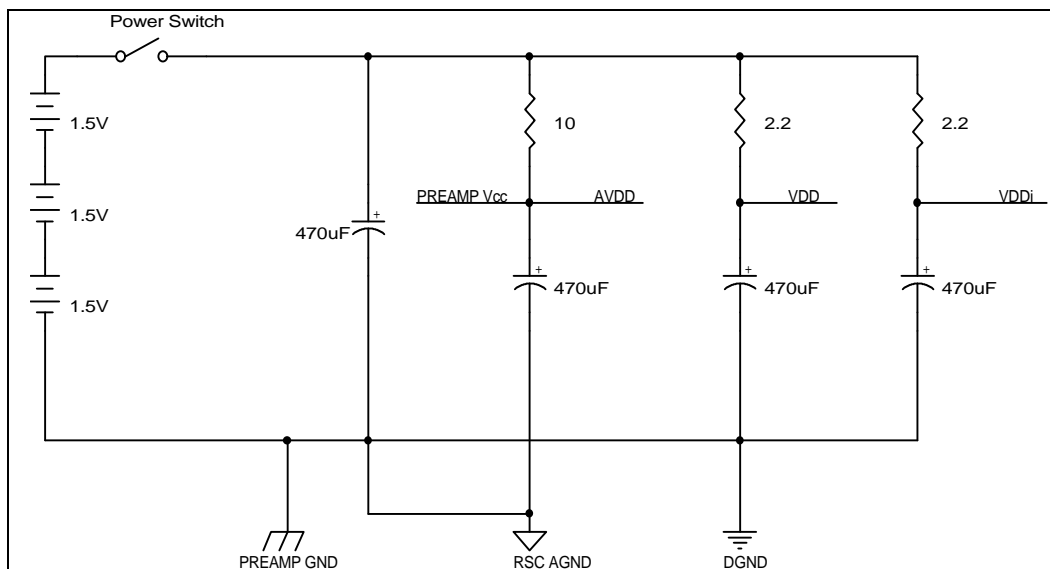 Power Switch
1.5V
10
2.2
2.2
PREAMP Vcc
AVDD
VDD
VDDi
1.5V
+
470uF
+
470uF
+
470uF
+
470uF
1.5V
PREAMP GND
RSC AGND
DGND